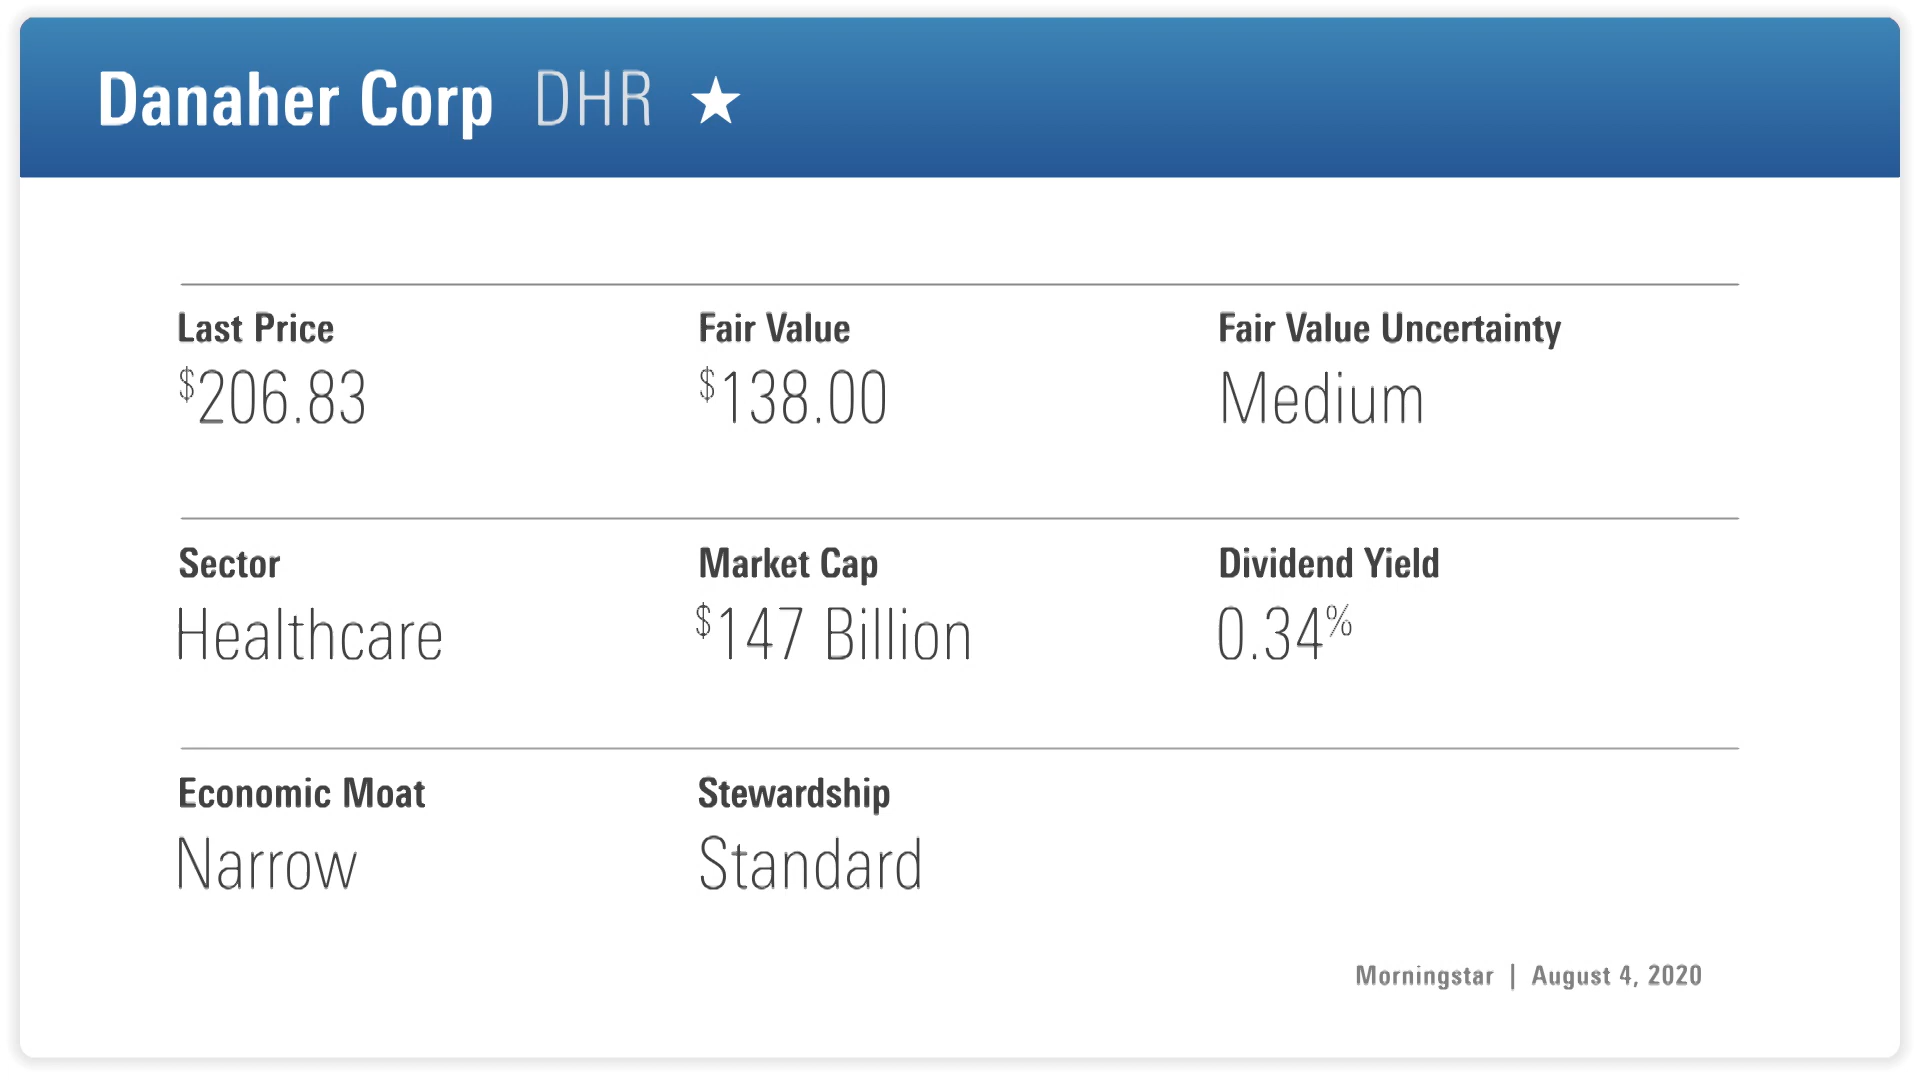 Danaher Corp DHR ★
Last Price Fair Value Fair Value Uncertainty
$206.83 $138.00 Medium
Sector Market Cap Dividend Yield
Healthcare $147 Billion 0.34%
Economic Moat Stewardship
Narrow Standard
Morningstar | August 4, 2020